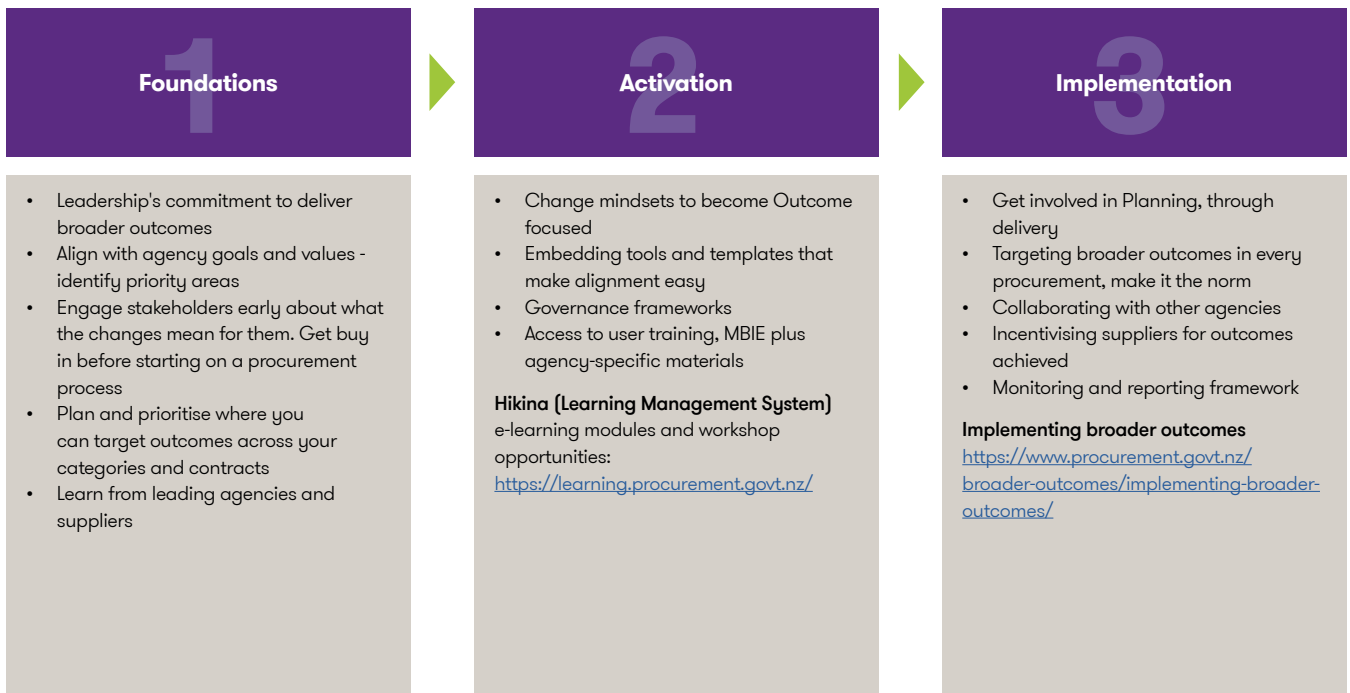 1
Foundations
• Leadership's commitment to deliver
broader outcomes
• Align with agency goals and values -
identify priority areas
• Engage stakeholders early about what
the changes mean for them. Get buy
in before starting on a procurement
process
• Plan and prioritise where you
can target outcomes across your
categories and contracts
• Learn from leading agencies and
suppliers
2
Activation
• Change mindsets to become Outcome
focused
• Embedding tools and templates that
make alignment easy
• Governance frameworks
• Access to user training, MBIE plus
agency-specific materials
Hikina (Learning Management System)
e-learning modules and workshop
opportunities:
https://learning.procurement.govt.nz/
3
Implementation
• Get involved in Planning, through
delivery
• Targeting broader outcomes in every
procurement, make it the norm
• Collaborating with other agencies
• Incentivising suppliers for outcomes
achieved
• Monitoring and reporting framework
Implementing broader outcomes
https://www.procurement.govt.nz/
broader-outcomes/implementing-broader-
outcomes/